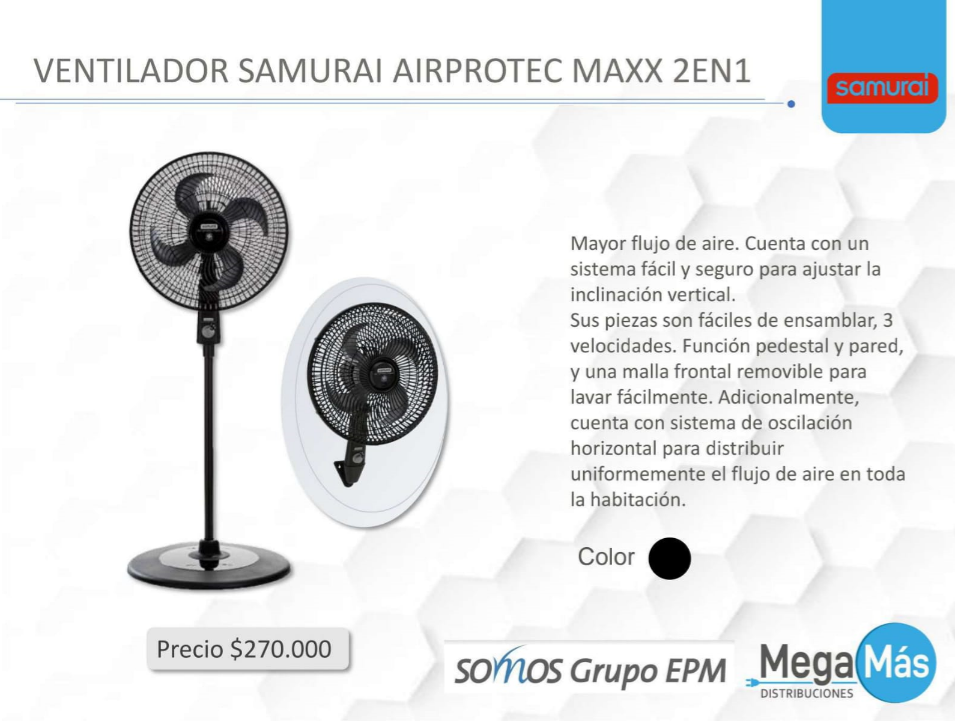 VENTILADOR SAMURAI AIRPROTEC MAXX 2EN1
samurai
Mayor flujo de aire. Cuenta con un
sistema fácil y seguro para ajustar la
inclinación vertical.
Sus piezas son fáciles de ensamblar, 3
velocidades. Función pedestal y pared,
y una malla frontal removible para
lavar fácilmente. Adicionalmente,
cuenta con sistema de oscilación
horizontal para distribuir
uniformemente el flujo de aire en toda
la habitación.
Color
Precio $270.000
somos Grupo EPM
Mega Más
DISTRIBUCIONES